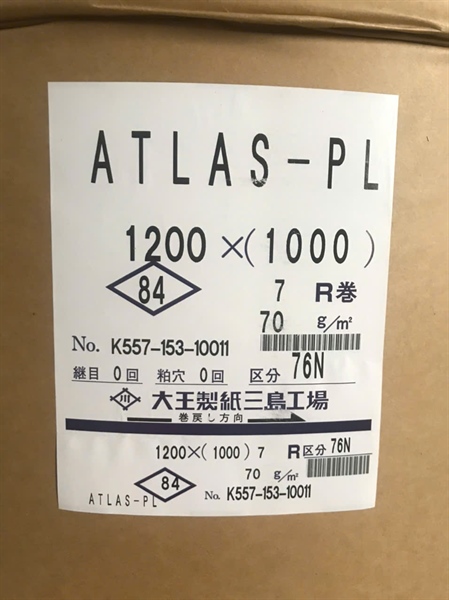 ATLAS-PL
1200×(1000)
84 7 R巻
70 g/m²
No. K557-153-10011
継目 0回 粕穴 0回 区分 76N
大王製紙三島工場
巻戻し方向
1200×(1000) 7 R区分 76N
84 70 g/m²
ATLAS-PL No. K557-153-10011